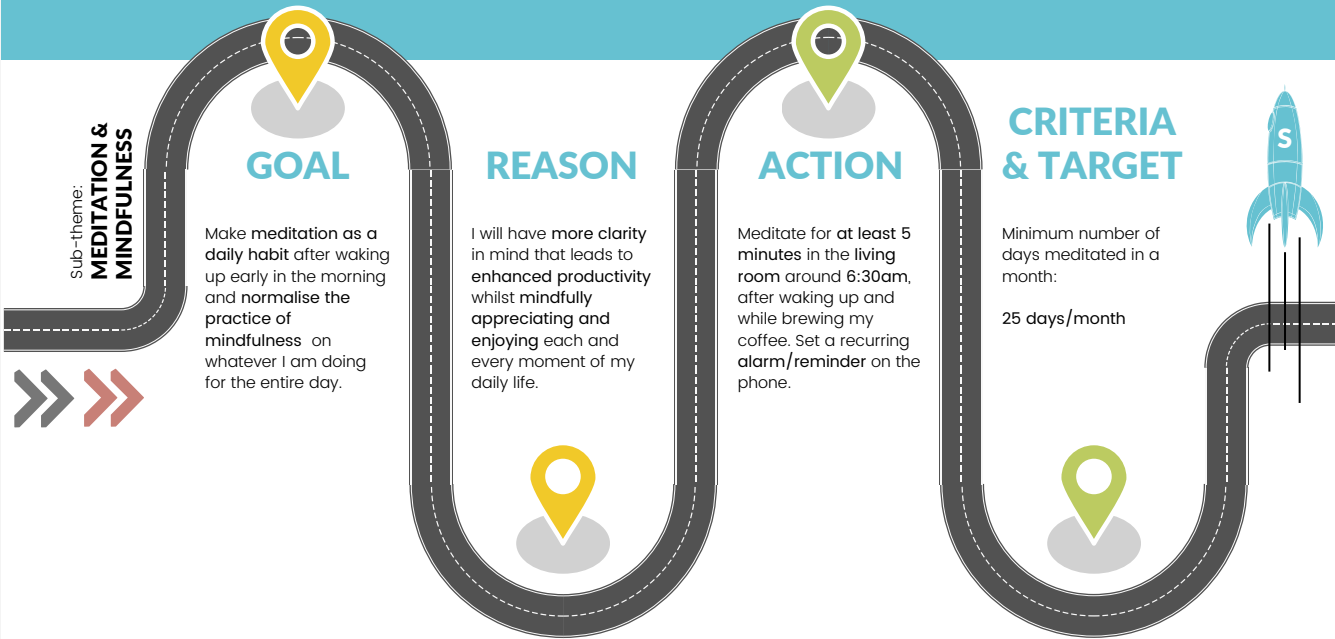 Sub-theme:
MEDITATION &
MINDFULNESS
GOAL
Make meditation as a
daily habit after waking
up early in the morning
and normalise the
practice of
mindfulness on
whatever I am doing
for the entire day.
REASON
I will have more clarity
in mind that leads to
enhanced productivity
whilst mindfully
appreciating and
enjoying each and
every moment of my
daily life.
ACTION
Meditate for at least 5
minutes in the living
room around 6:30am,
after waking up and
while brewing my
coffee. Set a recurring
alarm/reminder on the
phone.
CRITERIA
& TARGET
Minimum number of
days meditated in a
month:
25 days/month
S